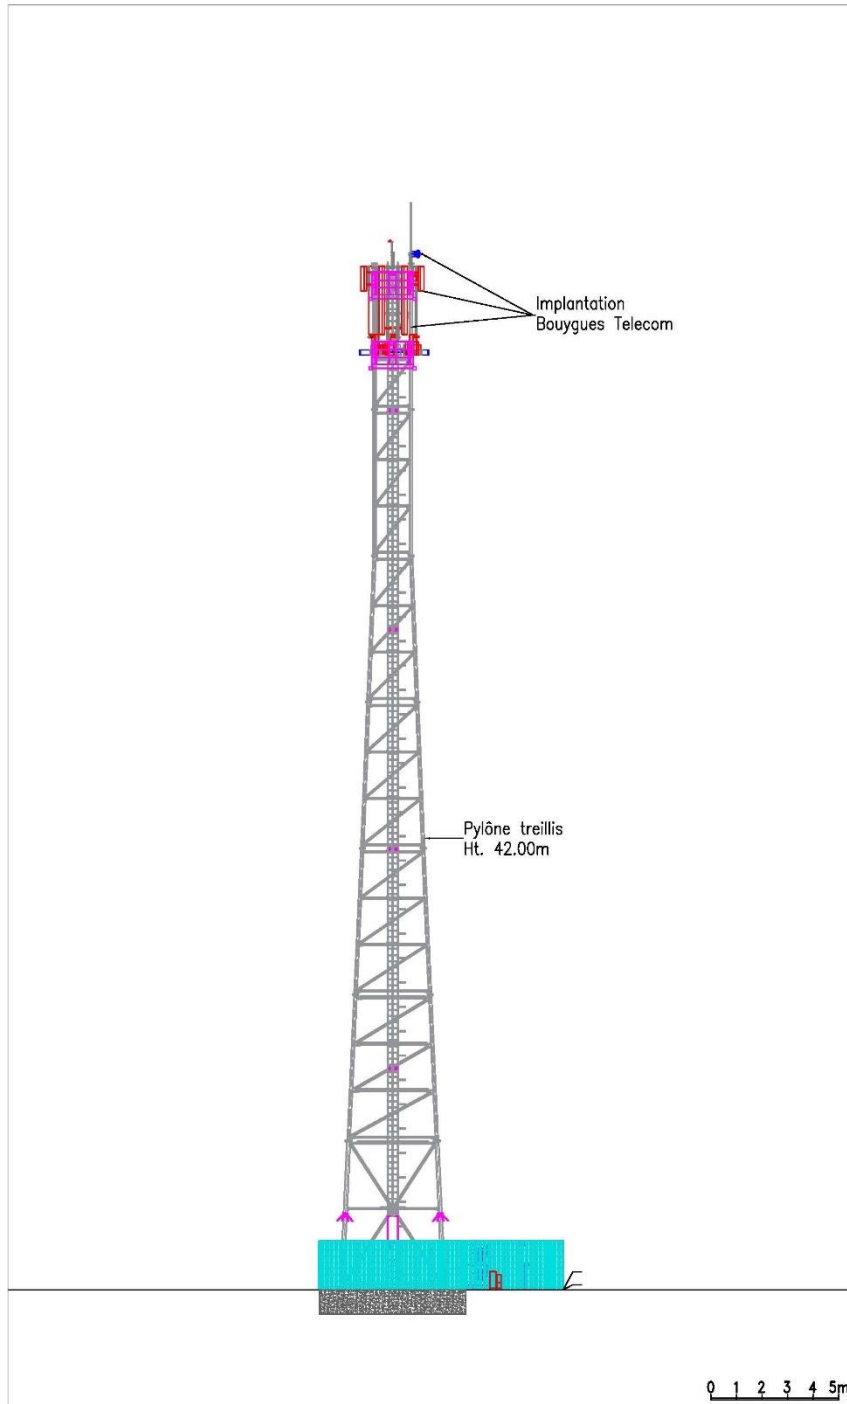 Implantation
Bouygues Telecom
Pylône treillis
Ht. 42.00m
0 1 2 3 4 5m